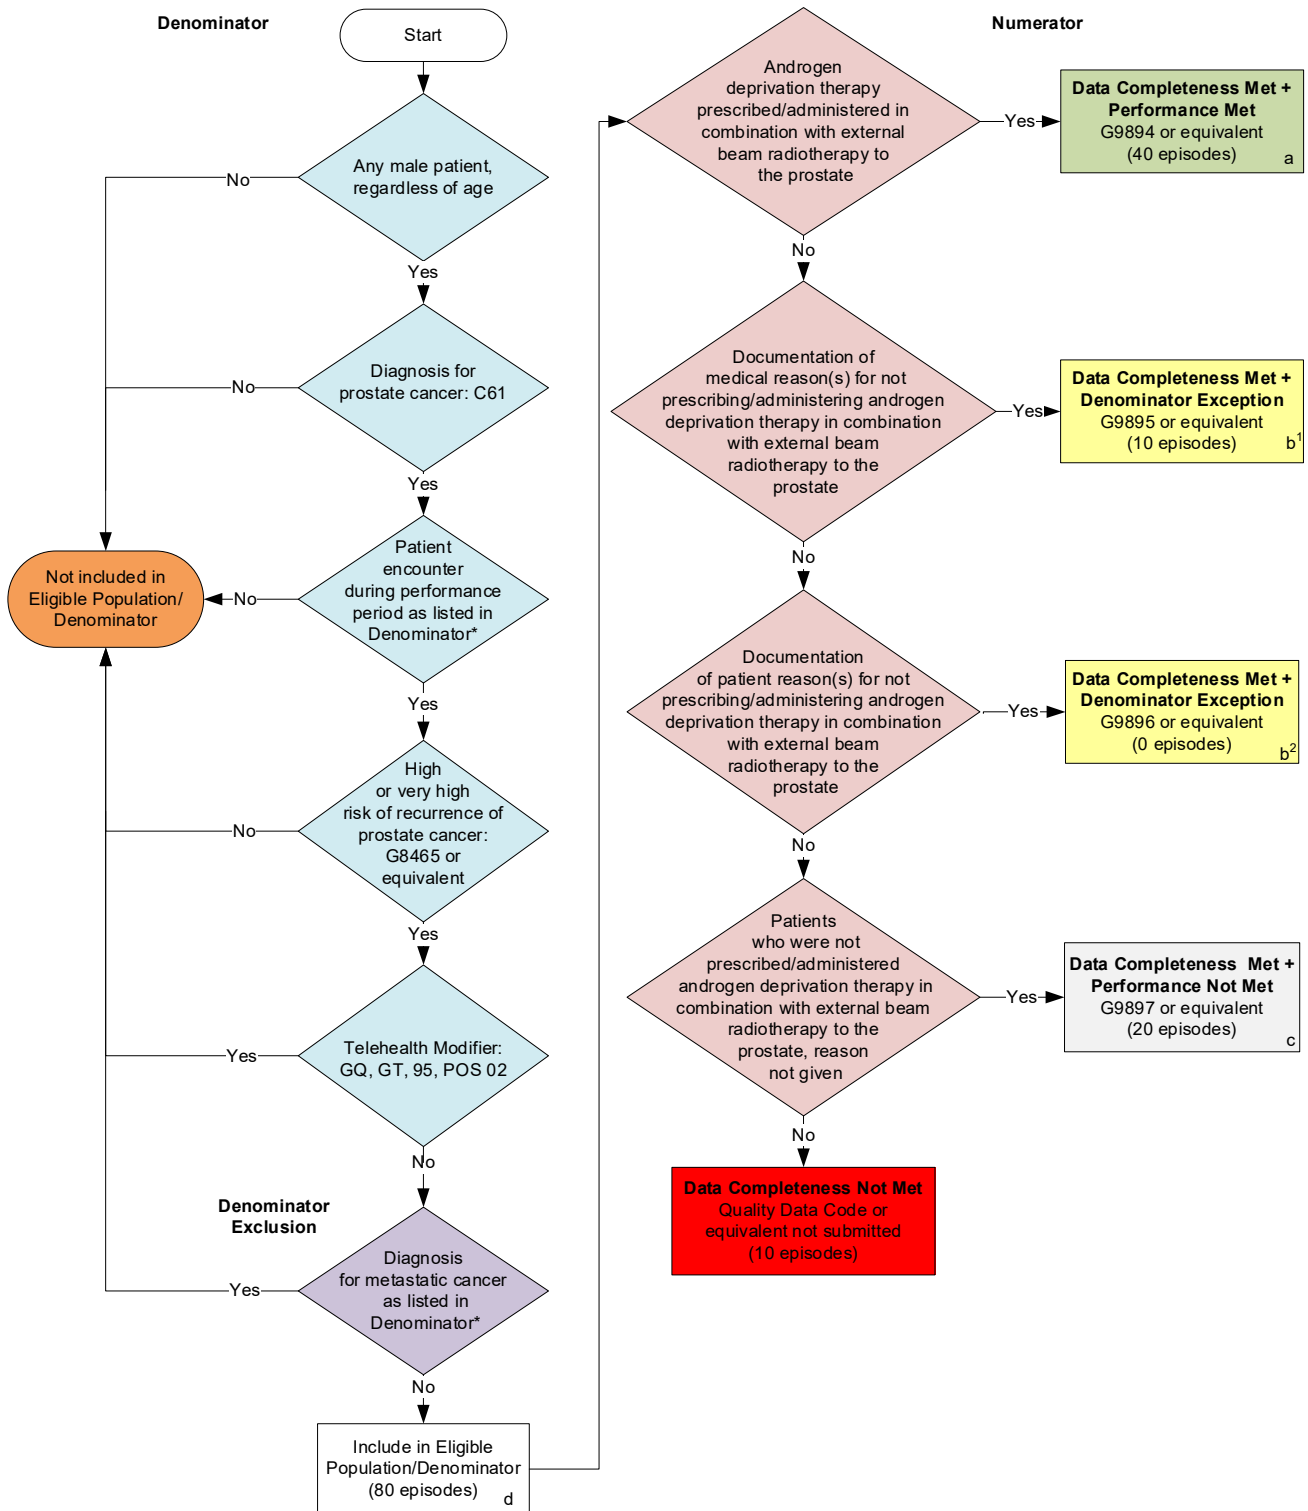 Denominator
Start
Any male patient,
regardless of age
No
Yes
Diagnosis for
prostate cancer: C61
No
Yes
Patient
encounter
during performance
period as listed in
Denominator*
No
Not included in
Eligible Population/
Denominator
Yes
High
or very high
risk of recurrence of
prostate cancer:
G8465 or
equivalent
No
Yes
Telehealth Modifier:
GQ, GT, 95, POS 02
Yes
No
Denominator
Exclusion
Diagnosis
for metastatic cancer
as listed in
Denominator*
Yes
No
Include in Eligible
Population/Denominator
(80 episodes)
d
Numerator
Androgen
deprivation therapy
prescribed/administered in
combination with external
beam radiotherapy to
the prostate
Yes
Data Completeness Met +
Performance Met
G9894 or equivalent
(40 episodes)
a
No
Documentation of
medical reason(s) for not
prescribing/administering androgen
deprivation therapy in combination
with external beam
radiotherapy to the
prostate
Yes
Data Completeness Met +
Denominator Exception
G9895 or equivalent
(10 episodes)
b1
No
Documentation
of patient reason(s) for not
prescribing/administering androgen
deprivation therapy in combination
with external beam
radiotherapy to the
prostate
Yes
Data Completeness Met +
Denominator Exception
G9896 or equivalent
(0 episodes)
b2
No
Patients
who were not
prescribed/administered
androgen deprivation therapy in
combination with external beam
radiotherapy to the
prostate, reason
not given
Yes
Data Completeness Met +
Performance Not Met
G9897 or equivalent
(20 episodes)
c
No
Data Completeness Not Met
Quality Data Code or
equivalent not submitted
(10 episodes)